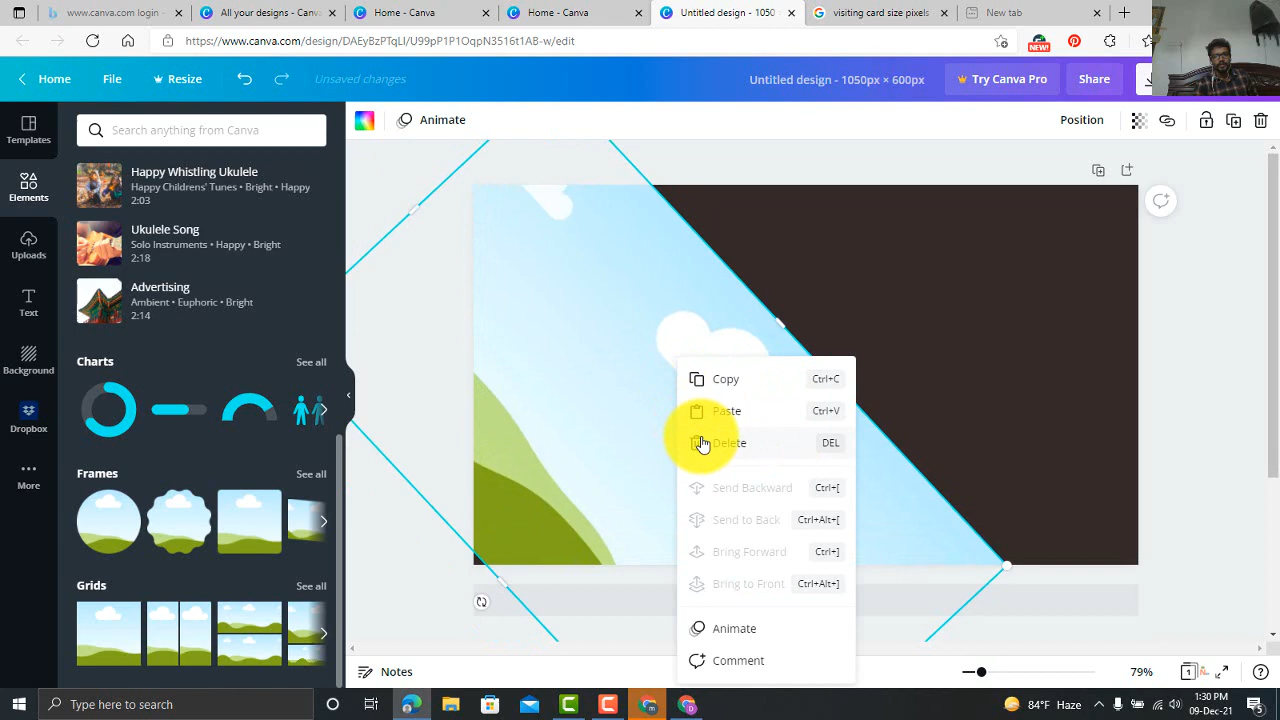 www.canva.com login -
All your designs - Can
Home - Canva
Home - Canva
Untitled design - 1050
visiting card size pixels
New tab
https://www.canva.com/design/DAEyBzPTqLI/U99pP1P1OqpN3516t1AB-w/edit
NEW!
Home
File
Resize
Unsaved changes
Untitled design - 1050px × 600px
Try Canva Pro
Share
Templates
Elements
Uploads
Text
Background
Dropbox
More
Search anything from Canva
Happy Whistling Ukulele
Happy Childrens' Tunes • Bright • Happy
2:03
Ukulele Song
Solo Instruments • Happy • Bright
2:18
Advertising
Ambient • Euphoric • Bright
2:14
Charts
See all
Frames
See all
Grids
See all
Animate
Position
Copy Ctrl+C
Paste Ctrl+V
Delete DEL
Send Backward Ctrl+[
Send to Back Ctrl+Alt+[
Bring Forward Ctrl+]
Bring to Front Ctrl+Alt+]
Animate
Comment
Notes
79%
1
Type here to search
84°F Haze
1:30 PM
09-Dec-21